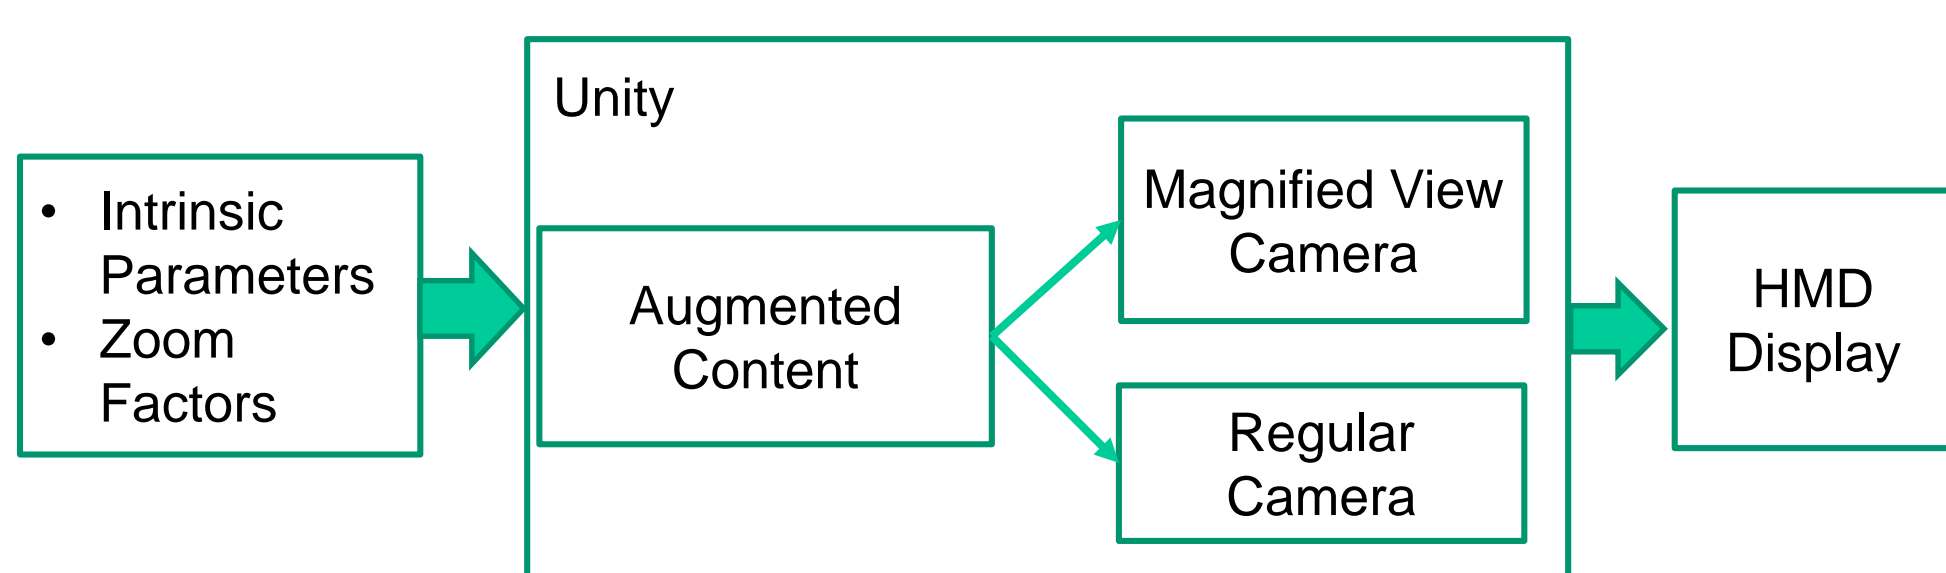 • Intrinsic
Parameters
• Zoom
Factors
Unity
Augmented
Content
Magnified View
Camera
Regular
Camera
HMD
Display